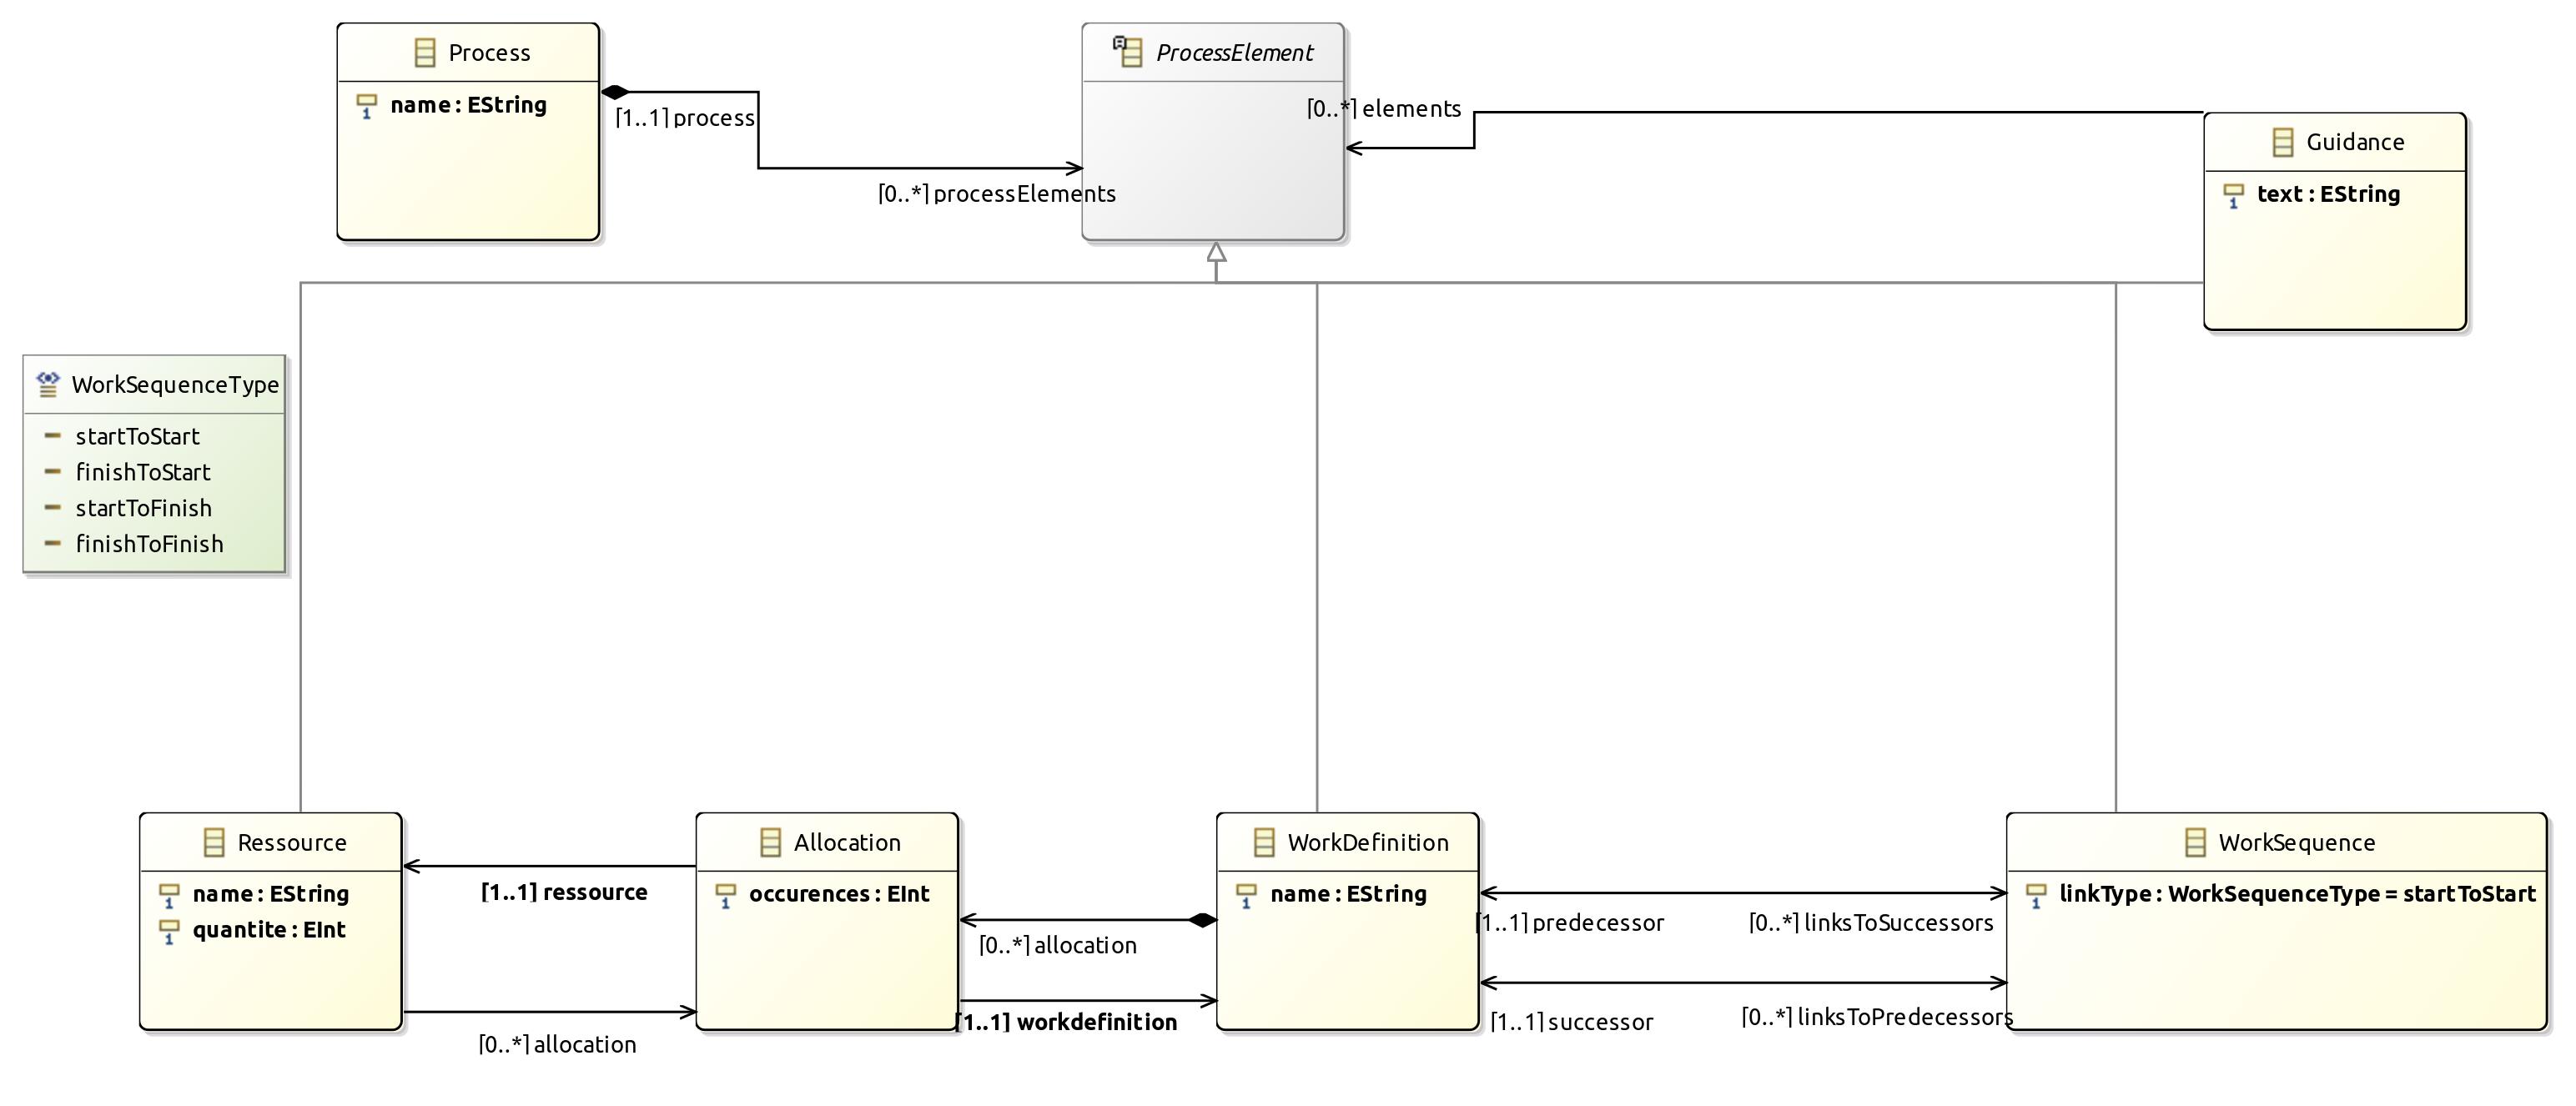 Process
name : EString
[1..1] process
[0..*] processElements
ProcessElement
[0..*] elements
Guidance
text : EString
WorkSequenceType
startToStart
finishToStart
startToFinish
finishToFinish
Ressource
name : EString
quantite : EInt
[1..1] ressource
[0..*] allocation
Allocation
occurences : EInt
[0..*] allocation
[1..1] workdefinition
WorkDefinition
name : EString
[1..1] predecessor
[0..*] linksToSuccessors
[1..1] successor
[0..*] linksToPredecessors
WorkSequence
linkType : WorkSequenceType = startToStart